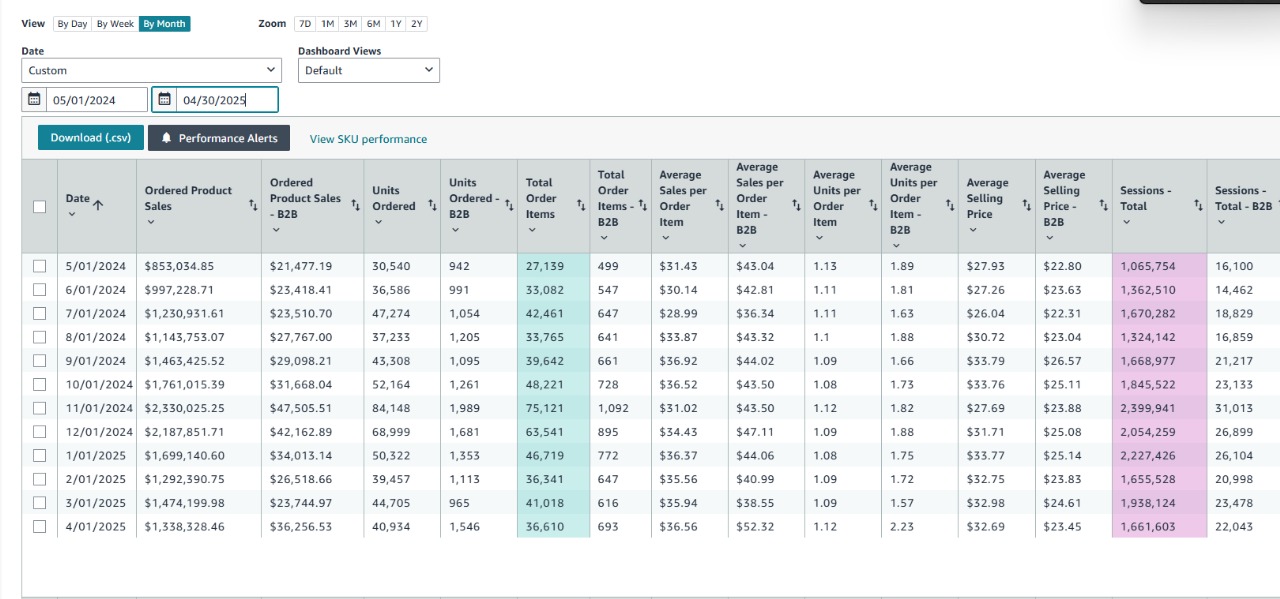 View By Day By Week By Month Zoom 7D 1M 3M 6M 1Y 2Y
Date Dashboard Views
Custom Default
05/01/2024 04/30/2025
Download (.csv) Performance Alerts View SKU performance
Date Ordered Product Sales Ordered Product Sales - B2B Units Ordered Units Ordered - B2B Total Order Items Total Order Items - B2B Average Sales per Order Item Average Sales per Order Item - B2B Average Units per Order Item Average Units per Order Item - B2B Average Selling Price Average Selling Price - B2B Sessions - Total Sessions - Total - B2B
5/01/2024 $853,034.85 $21,477.19 30,540 942 27,139 499 $31.43 $43.04 1.13 1.89 $27.93 $22.80 1,065,754 16,100
6/01/2024 $997,228.71 $23,418.41 36,586 991 33,082 547 $30.14 $42.81 1.11 1.81 $27.26 $23.63 1,362,510 14,462
7/01/2024 $1,230,931.61 $23,510.70 47,274 1,054 42,461 647 $28.99 $36.34 1.11 1.63 $26.04 $22.31 1,670,282 18,829
8/01/2024 $1,143,753.07 $27,767.00 37,233 1,205 33,765 641 $33.87 $43.32 1.1 1.88 $30.72 $23.04 1,324,142 16,859
9/01/2024 $1,463,425.52 $29,098.21 43,308 1,095 39,642 661 $36.92 $44.02 1.09 1.66 $33.79 $26.57 1,668,977 21,217
10/01/2024 $1,761,015.39 $31,668.04 52,164 1,261 48,221 728 $36.52 $43.50 1.08 1.73 $33.76 $25.11 1,845,522 23,133
11/01/2024 $2,330,025.25 $47,505.51 84,148 1,989 75,121 1,092 $31.02 $43.50 1.12 1.82 $27.69 $23.88 2,399,941 31,013
12/01/2024 $2,187,851.71 $42,162.89 68,999 1,681 63,541 895 $34.43 $47.11 1.09 1.88 $31.71 $25.08 2,054,259 26,899
1/01/2025 $1,699,140.60 $34,013.14 50,322 1,353 46,719 772 $36.37 $44.06 1.08 1.75 $33.77 $25.14 2,227,426 26,104
2/01/2025 $1,292,390.75 $26,518.66 39,457 1,113 36,341 647 $35.56 $40.99 1.09 1.72 $32.75 $23.83 1,655,528 20,998
3/01/2025 $1,474,199.98 $23,744.97 44,705 965 41,018 616 $35.94 $38.55 1.09 1.57 $32.98 $24.61 1,938,124 23,478
4/01/2025 $1,338,328.46 $36,256.53 40,934 1,546 36,610 693 $36.56 $52.32 1.12 2.23 $32.69 $23.45 1,661,603 22,043